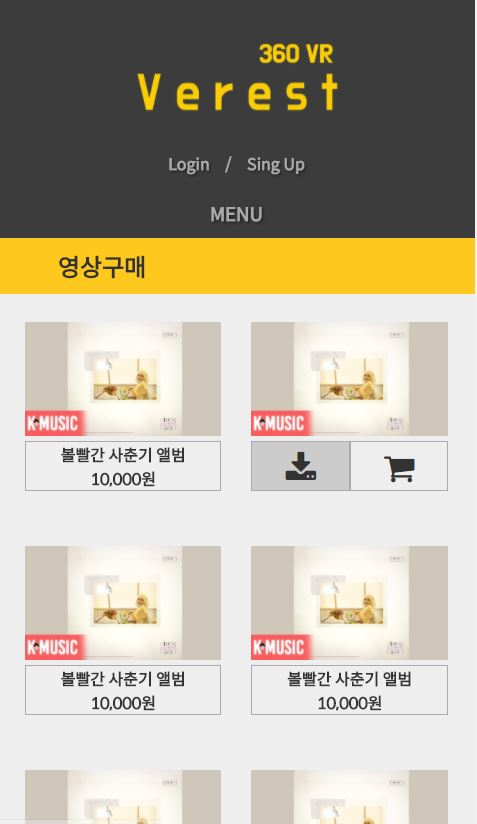 360 VR
Verest
Login / Sing Up
MENU
영상구매
K-MUSIC
K-MUSIC
볼빨간 사춘기 앨범
10,000원
K-MUSIC
K-MUSIC
볼빨간 사춘기 앨범
볼빨간 사춘기 앨범
10,000원
10,000원